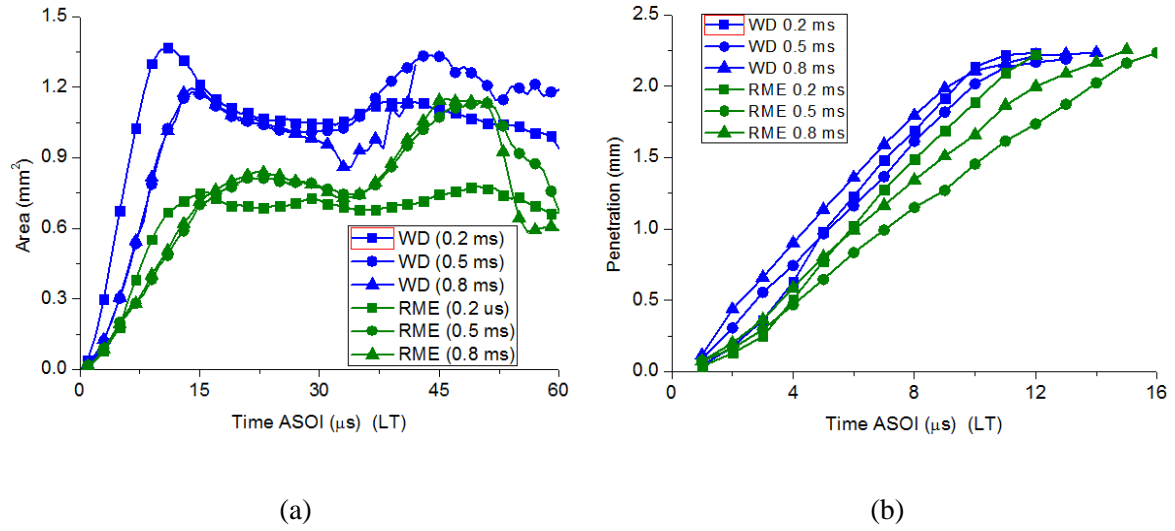 1.5
1.2
0.9
0.6
0.3
0.0
Area (mm²)
WD (0.2 ms)
WD (0.5 ms)
WD (0.8 ms)
RME (0.2 us)
RME (0.5 ms)
RME (0.8 ms)
0 15 30 45 60
Time ASOI (μs) (LT)
(a)
2.5
2.0
1.5
1.0
0.5
0.0
Penetration (mm)
WD 0.2 ms
WD 0.5 ms
WD 0.8 ms
RME 0.2 ms
RME 0.5 ms
RME 0.8 ms
0 4 8 12 16
Time ASOI (μs) (LT)
(b)